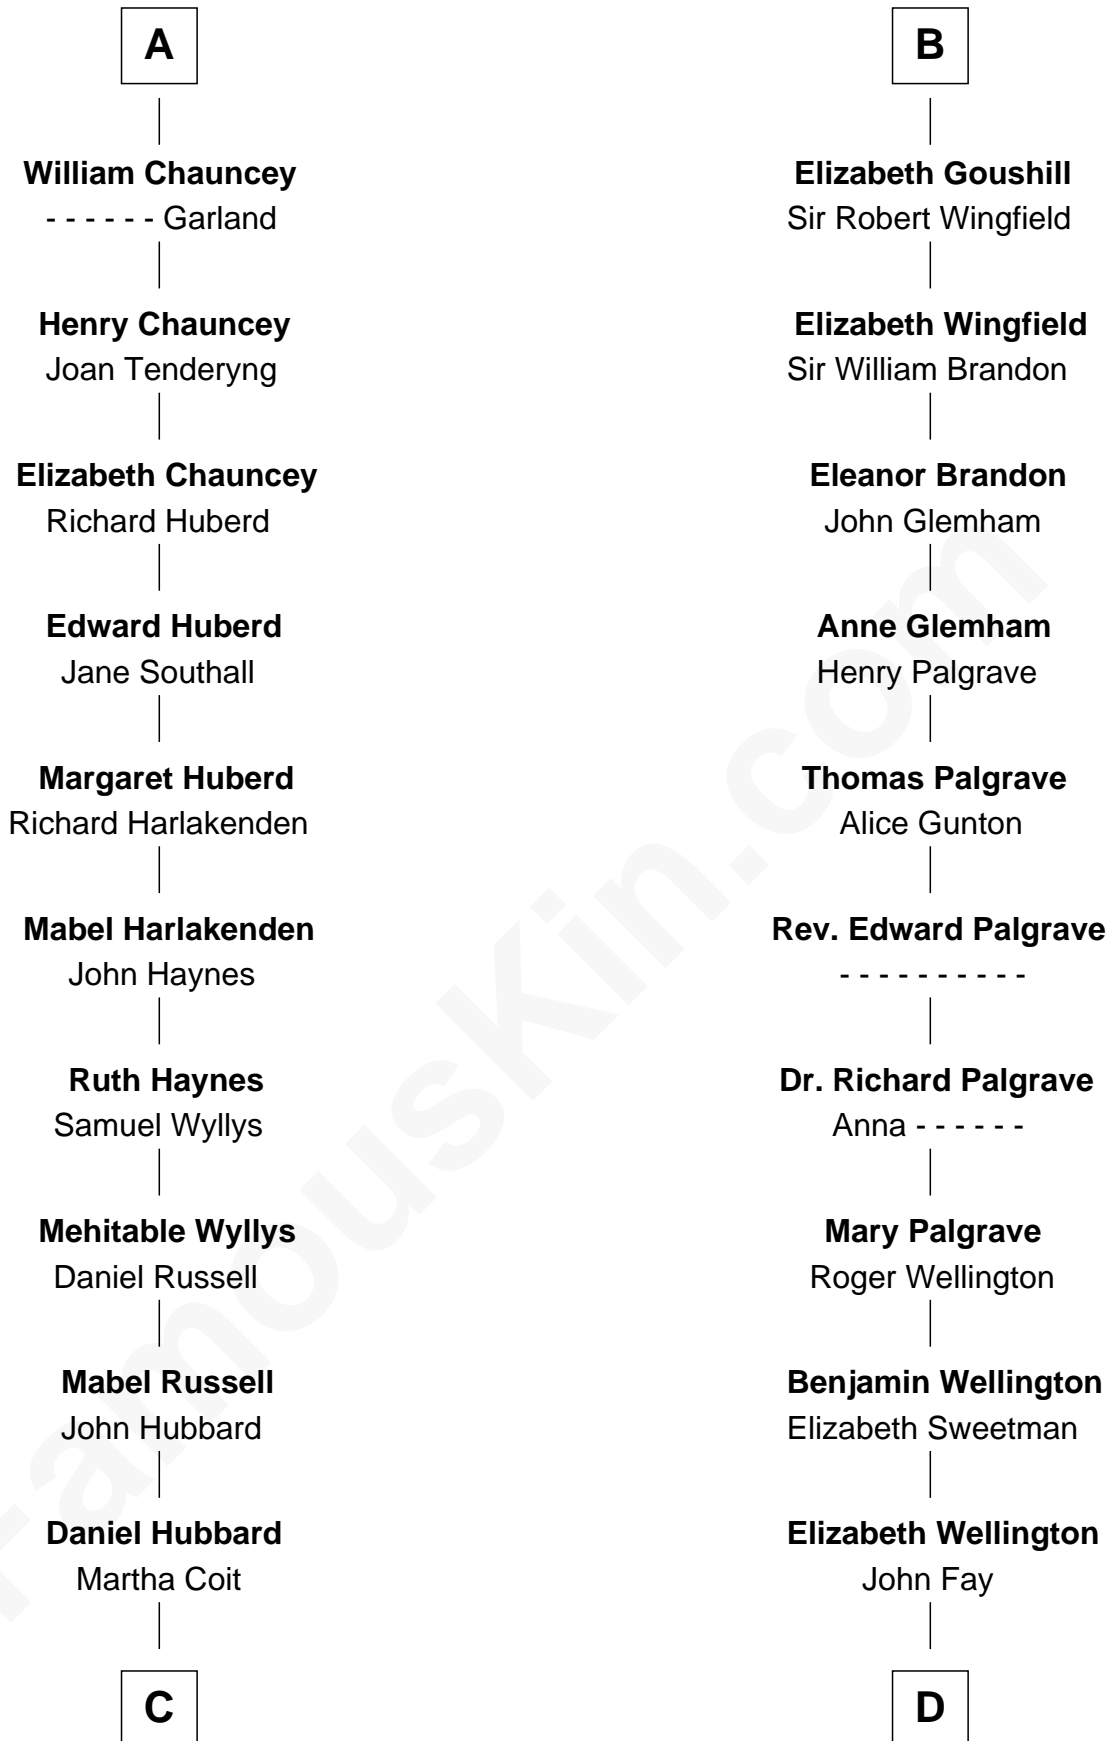 A
William Chauncey
- - - - - - Garland
Henry Chauncey
Joan Tenderyng
Elizabeth Chauncey
Richard Huberd
Edward Huberd
Jane Southall
Margaret Huberd
Richard Harlakenden
Mabel Harlakenden
John Haynes
Ruth Haynes
Samuel Wyllys
Mehitable Wyllys
Daniel Russell
Mabel Russell
John Hubbard
Daniel Hubbard
Martha Coit
C
B
Elizabeth Goushill
Sir Robert Wingfield
Elizabeth Wingfield
Sir William Brandon
Eleanor Brandon
John Glemham
Anne Glemham
Henry Palgrave
Thomas Palgrave
Alice Gunton
Rev. Edward Palgrave
- - - - - - - - - -
Dr. Richard Palgrave
Anna - - - - - -
Mary Palgrave
Roger Wellington
Benjamin Wellington
Elizabeth Sweetman
Elizabeth Wellington
John Fay
D
FamousKin.com